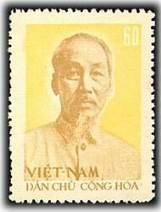 60
VIỆT-NAM
DÂN CHỦ CỘNG HÒA